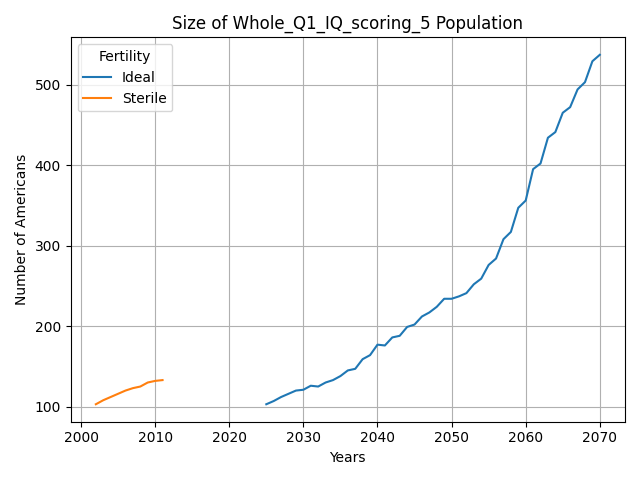 Size of Whole_Q1_IQ_scoring_5 Population
Fertility
Ideal
Sterile
Number of Americans
500
400
300
200
100
2000 2010 2020 2030 2040 2050 2060 2070
Years